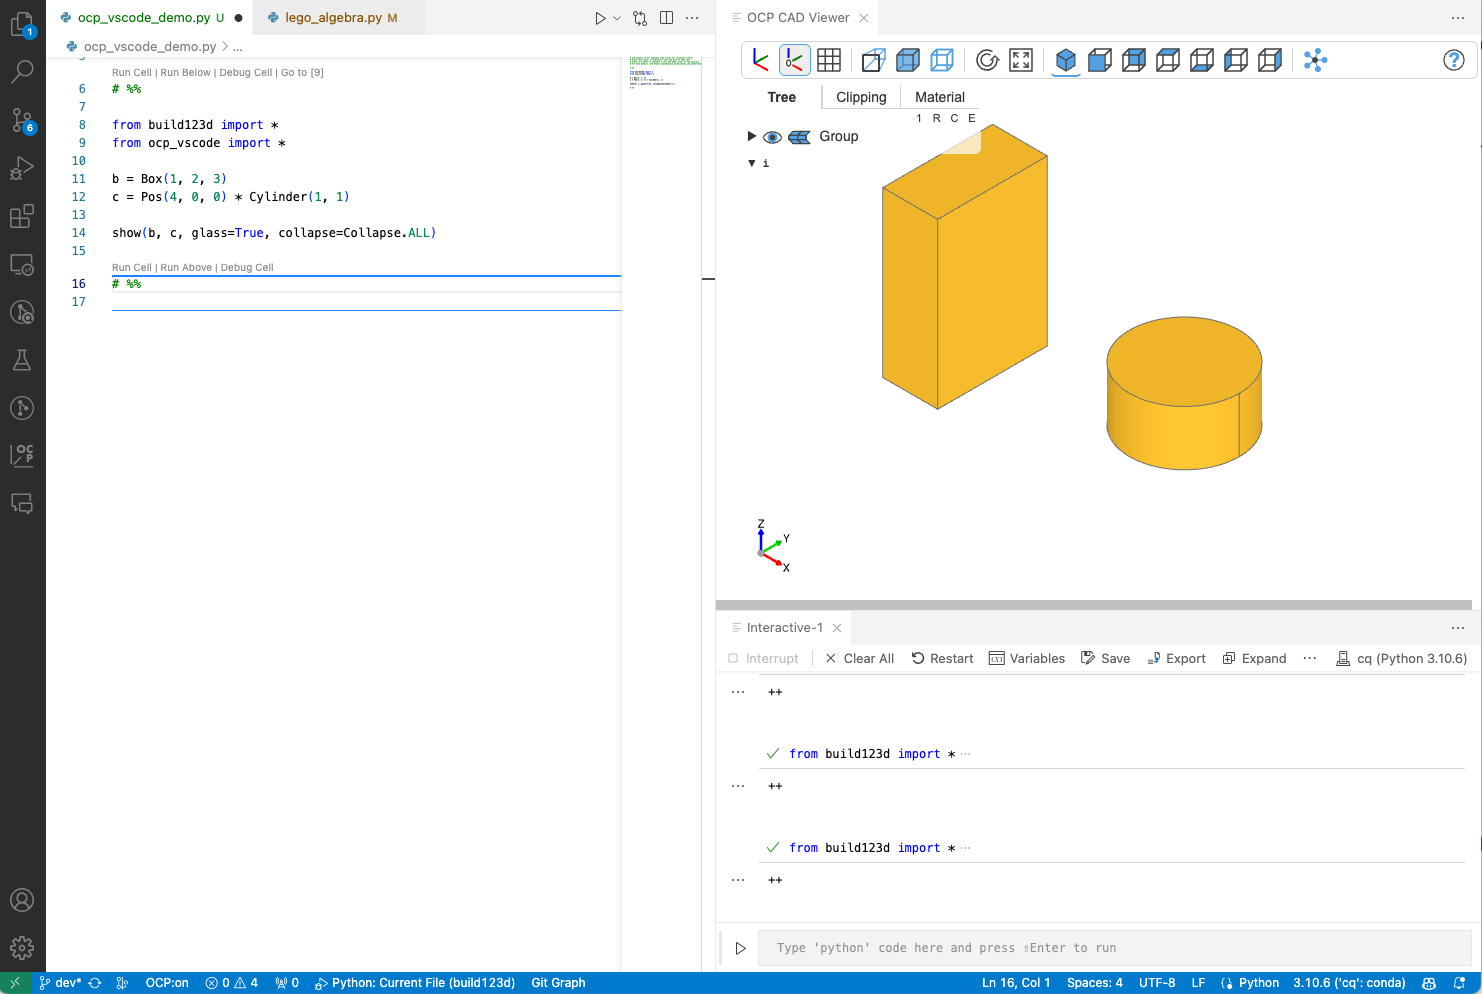 ocp_vscode_demo.py U
lego_algebra.py M
ocp_vscode_demo.py > ...
Run Cell | Run Below | Debug Cell | Go to [9]
6 # %%
7
8 from build123d import *
9 from ocp_vscode import *
10
11 b = Box(1, 2, 3)
12 c = Pos(4, 0, 0) * Cylinder(1, 1)
13
14 show(b, c, glass=True, collapse=Collapse.ALL)
15
Run Cell | Run Above | Debug Cell
16 # %%
17
1
6
OCP CAD Viewer
Tree
Clipping
Material
1 R C E
Group
i
Z
Y
X
Interactive-1
Interrupt
Clear All
Restart
Variables
Save
Export
Expand
cq (Python 3.10.6)
++
from build123d import * ...
++
from build123d import * ...
++
Type 'python' code here and press ⇧Enter to run
dev*
OCP:on
0
4
0
Python: Current File (build123d)
Git Graph
Ln 16, Col 1
Spaces: 4
UTF-8
LF
Python
3.10.6 ('cq': conda)